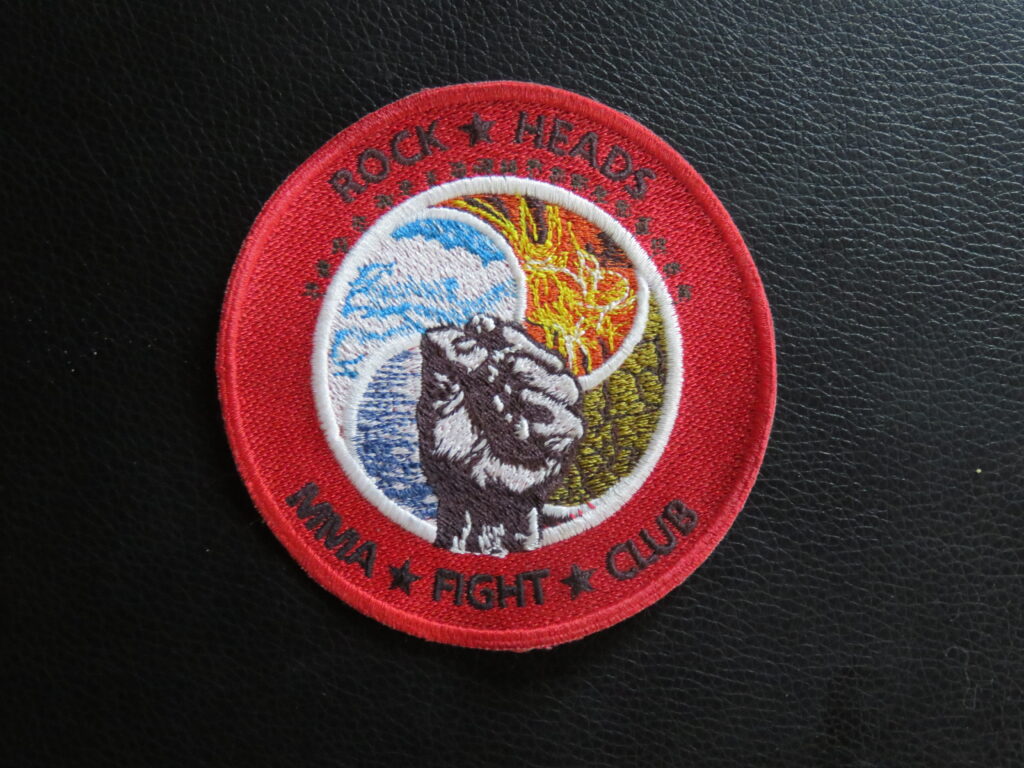 ROCK ★ HEADS
MMA ★ FIGHT ★ CLUB